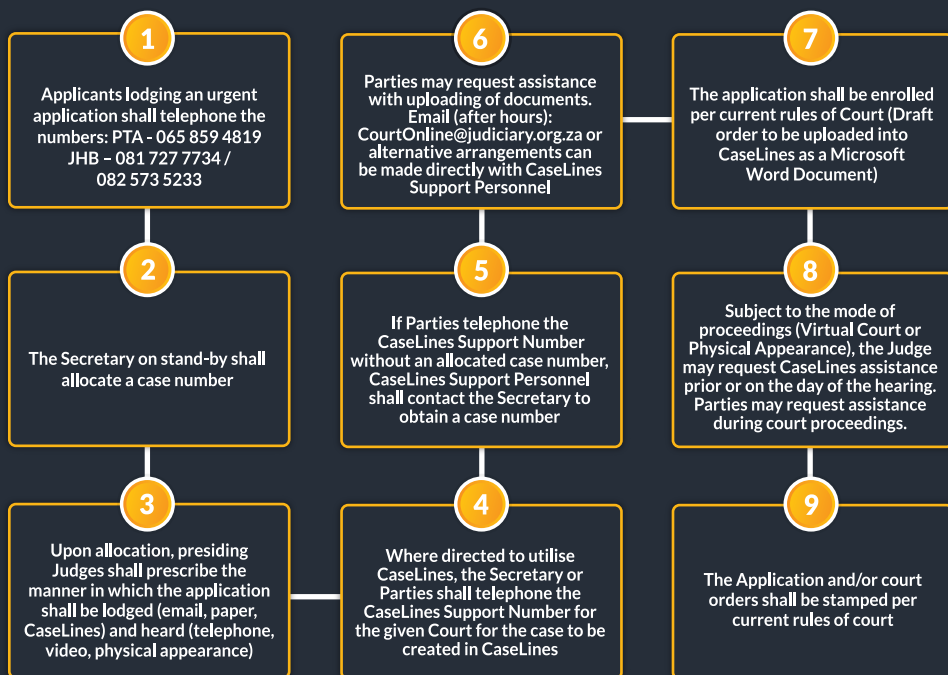 1
Applicants lodging an urgent
application shall telephone the
numbers: PTA - 065 859 4819
JHB – 081 727 7734 /
082 573 5233
2
The Secretary on stand-by shall
allocate a case number
3
Upon allocation, presiding
Judges shall prescribe the
manner in which the application
shall be lodged (email, paper,
CaseLines) and heard (telephone,
video, physical appearance)
4
Where directed to utilise
CaseLines, the Secretary or
Parties shall telephone the
CaseLines Support Number for
the given Court for the case to be
created in CaseLines
5
If Parties telephone the
CaseLines Support Number
without an allocated case number,
CaseLines Support Personnel
shall contact the Secretary to
obtain a case number
6
Parties may request assistance
with uploading of documents.
Email (after hours):
CourtOnline@judiciary.org.za or
alternative arrangements can
be made directly with CaseLines
Support Personnel
7
The application shall be enrolled
per current rules of Court (Draft
order to be uploaded into
CaseLines as a Microsoft
Word Document)
8
Subject to the mode of
proceedings (Virtual Court or
Physical Appearance), the Judge
may request CaseLines assistance
prior or on the day of the hearing.
Parties may request assistance
during court proceedings.
9
The Application and/or court
orders shall be stamped per
current rules of court